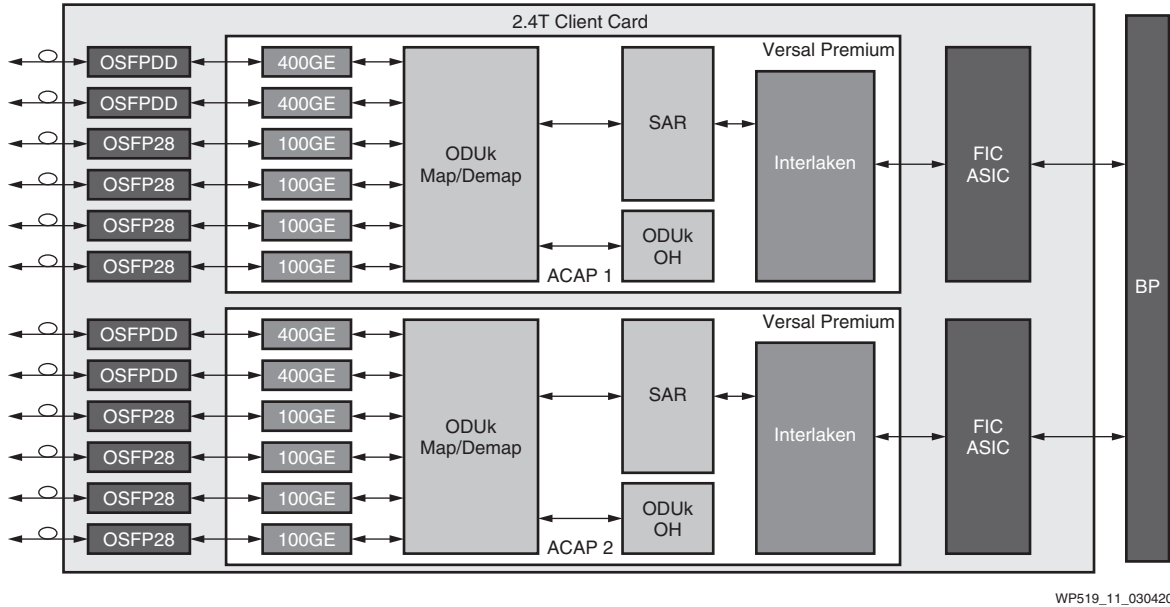 2.4T Client Card
Versal Premium
OSFPDD
400GE
OSFPDD
400GE
OSFP28
100GE
OSFP28
100GE
OSFP28
100GE
OSFP28
100GE
ODUk
Map/Demap
SAR
ODUk
OH
Interlaken
ACAP 1
FIC
ASIC
BP
Versal Premium
OSFPDD
400GE
OSFPDD
400GE
OSFP28
100GE
OSFP28
100GE
OSFP28
100GE
OSFP28
100GE
ODUk
Map/Demap
SAR
ODUk
OH
Interlaken
ACAP 2
FIC
ASIC
WP519_11_030420